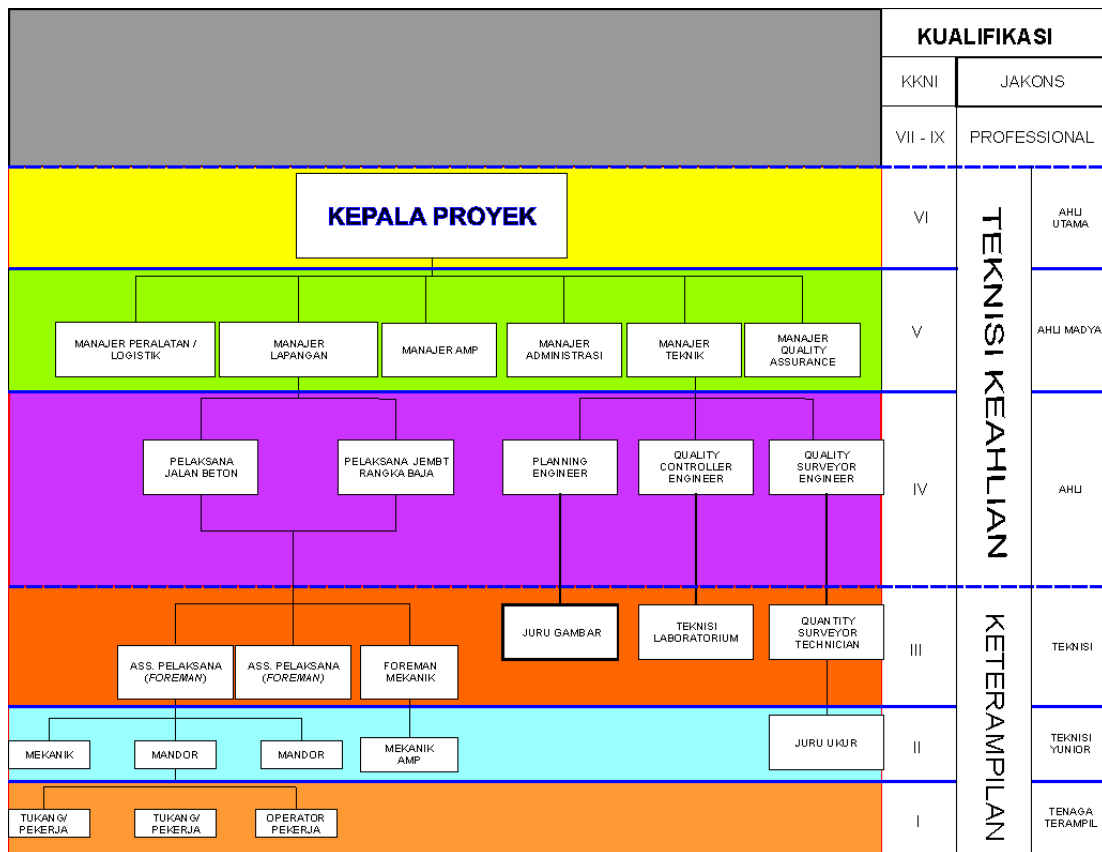 KUALIFIKASI
KKNI
JAKONS
VII - IX
PROFESSIONAL
KEPALA PROYEK
VI
AHLI
UTAMA
TEKNISI KEAHLIAN
MANAJER PERALATAN /
LOGISTIK
MANAJER
LAPANGAN
MANAJER AMP
MANAJER
ADMINISTRASI
MANAJER
TEKNIK
MANAJER
QUALITY
ASSURANCE
V
AHLI MADYA
PELAKSANA
JALAN BETON
PELAKSANA JEMBT
RANGKA BAJA
PLANNING
ENGINEER
QUALITY
CONTROLLER
ENGINEER
QUALITY
SURVEYOR
ENGINEER
IV
AHLI
ASS. PELAKSANA
(FOREMAN)
ASS. PELAKSANA
(FOREMAN)
FOREMAN
MEKANIK
JURU GAMBAR
TEKNISI
LABORATORIUM
QUANTITY
SURVEYOR
TECHNICIAN
III
TEKNISI
KETERAMPILAN
MEKANIK
MANDOR
MANDOR
MEKANIK
AMP
JURU UKUR
II
TEKNISI
YUNIOR
TUKANG/
PEKERJA
TUKANG/
PEKERJA
OPERATOR
PEKERJA
I
TENAGA
TERAMPIL